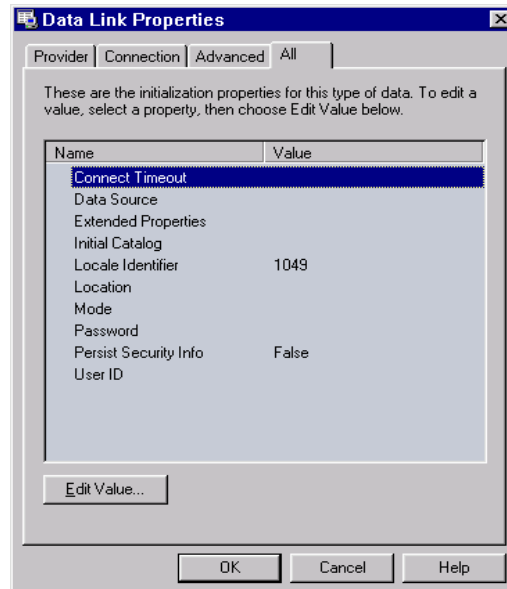 Data Link Properties
Provider Connection Advanced All
These are the initialization properties for this type of data. To edit a
value, select a property, then choose Edit Value below.
Name Value
Connect Timeout
Data Source
Extended Properties
Initial Catalog
Locale Identifier 1049
Location
Mode
Password
Persist Security Info False
User ID
Edit Value...
OK Cancel Help